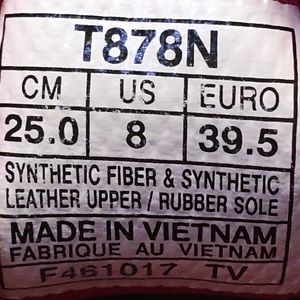 T878N
CM US EURO
25.0 8 39.5
SYNTHETIC FIBER & SYNTHETIC
LEATHER UPPER / RUBBER SOLE
MADE IN VIETNAM
FABRIQUE AU VIETNAM
F461017 TV